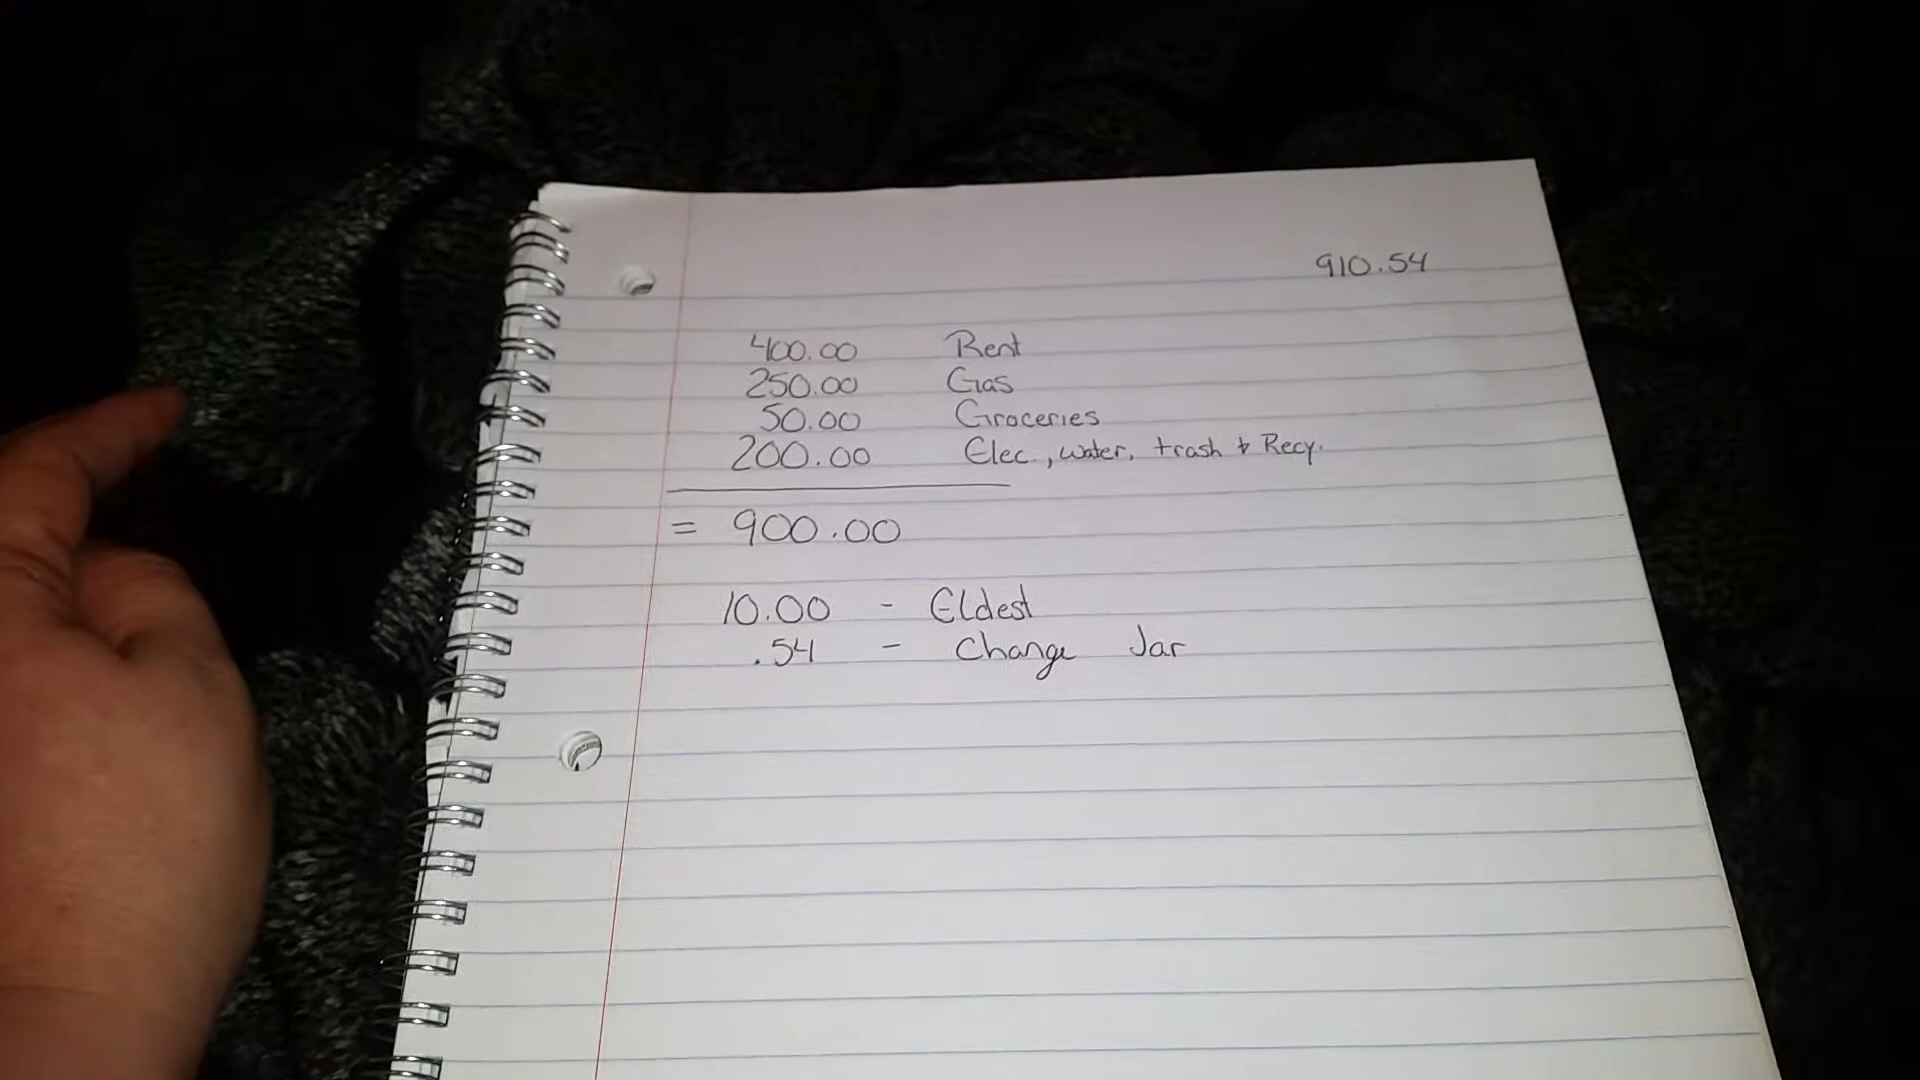 910.54
400.00 Rent
250.00 Gas
50.00 Groceries
200.00 Elec., water, trash & Recy.
= 900.00
10.00 - Eldest
.54 - Change Jar